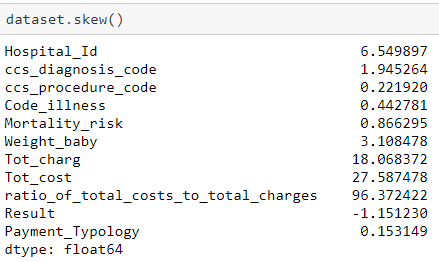 dataset.skew()
Hospital_Id 6.549897
ccs_diagnosis_code 1.945264
ccs_procedure_code 0.221920
Code_illness 0.442781
Mortality_risk 0.866295
Weight_baby 3.108478
Tot_charg 18.068372
Tot_cost 27.587478
ratio_of_total_costs_to_total_charges 96.372422
Result -1.151230
Payment_Typology 0.153149
dtype: float64